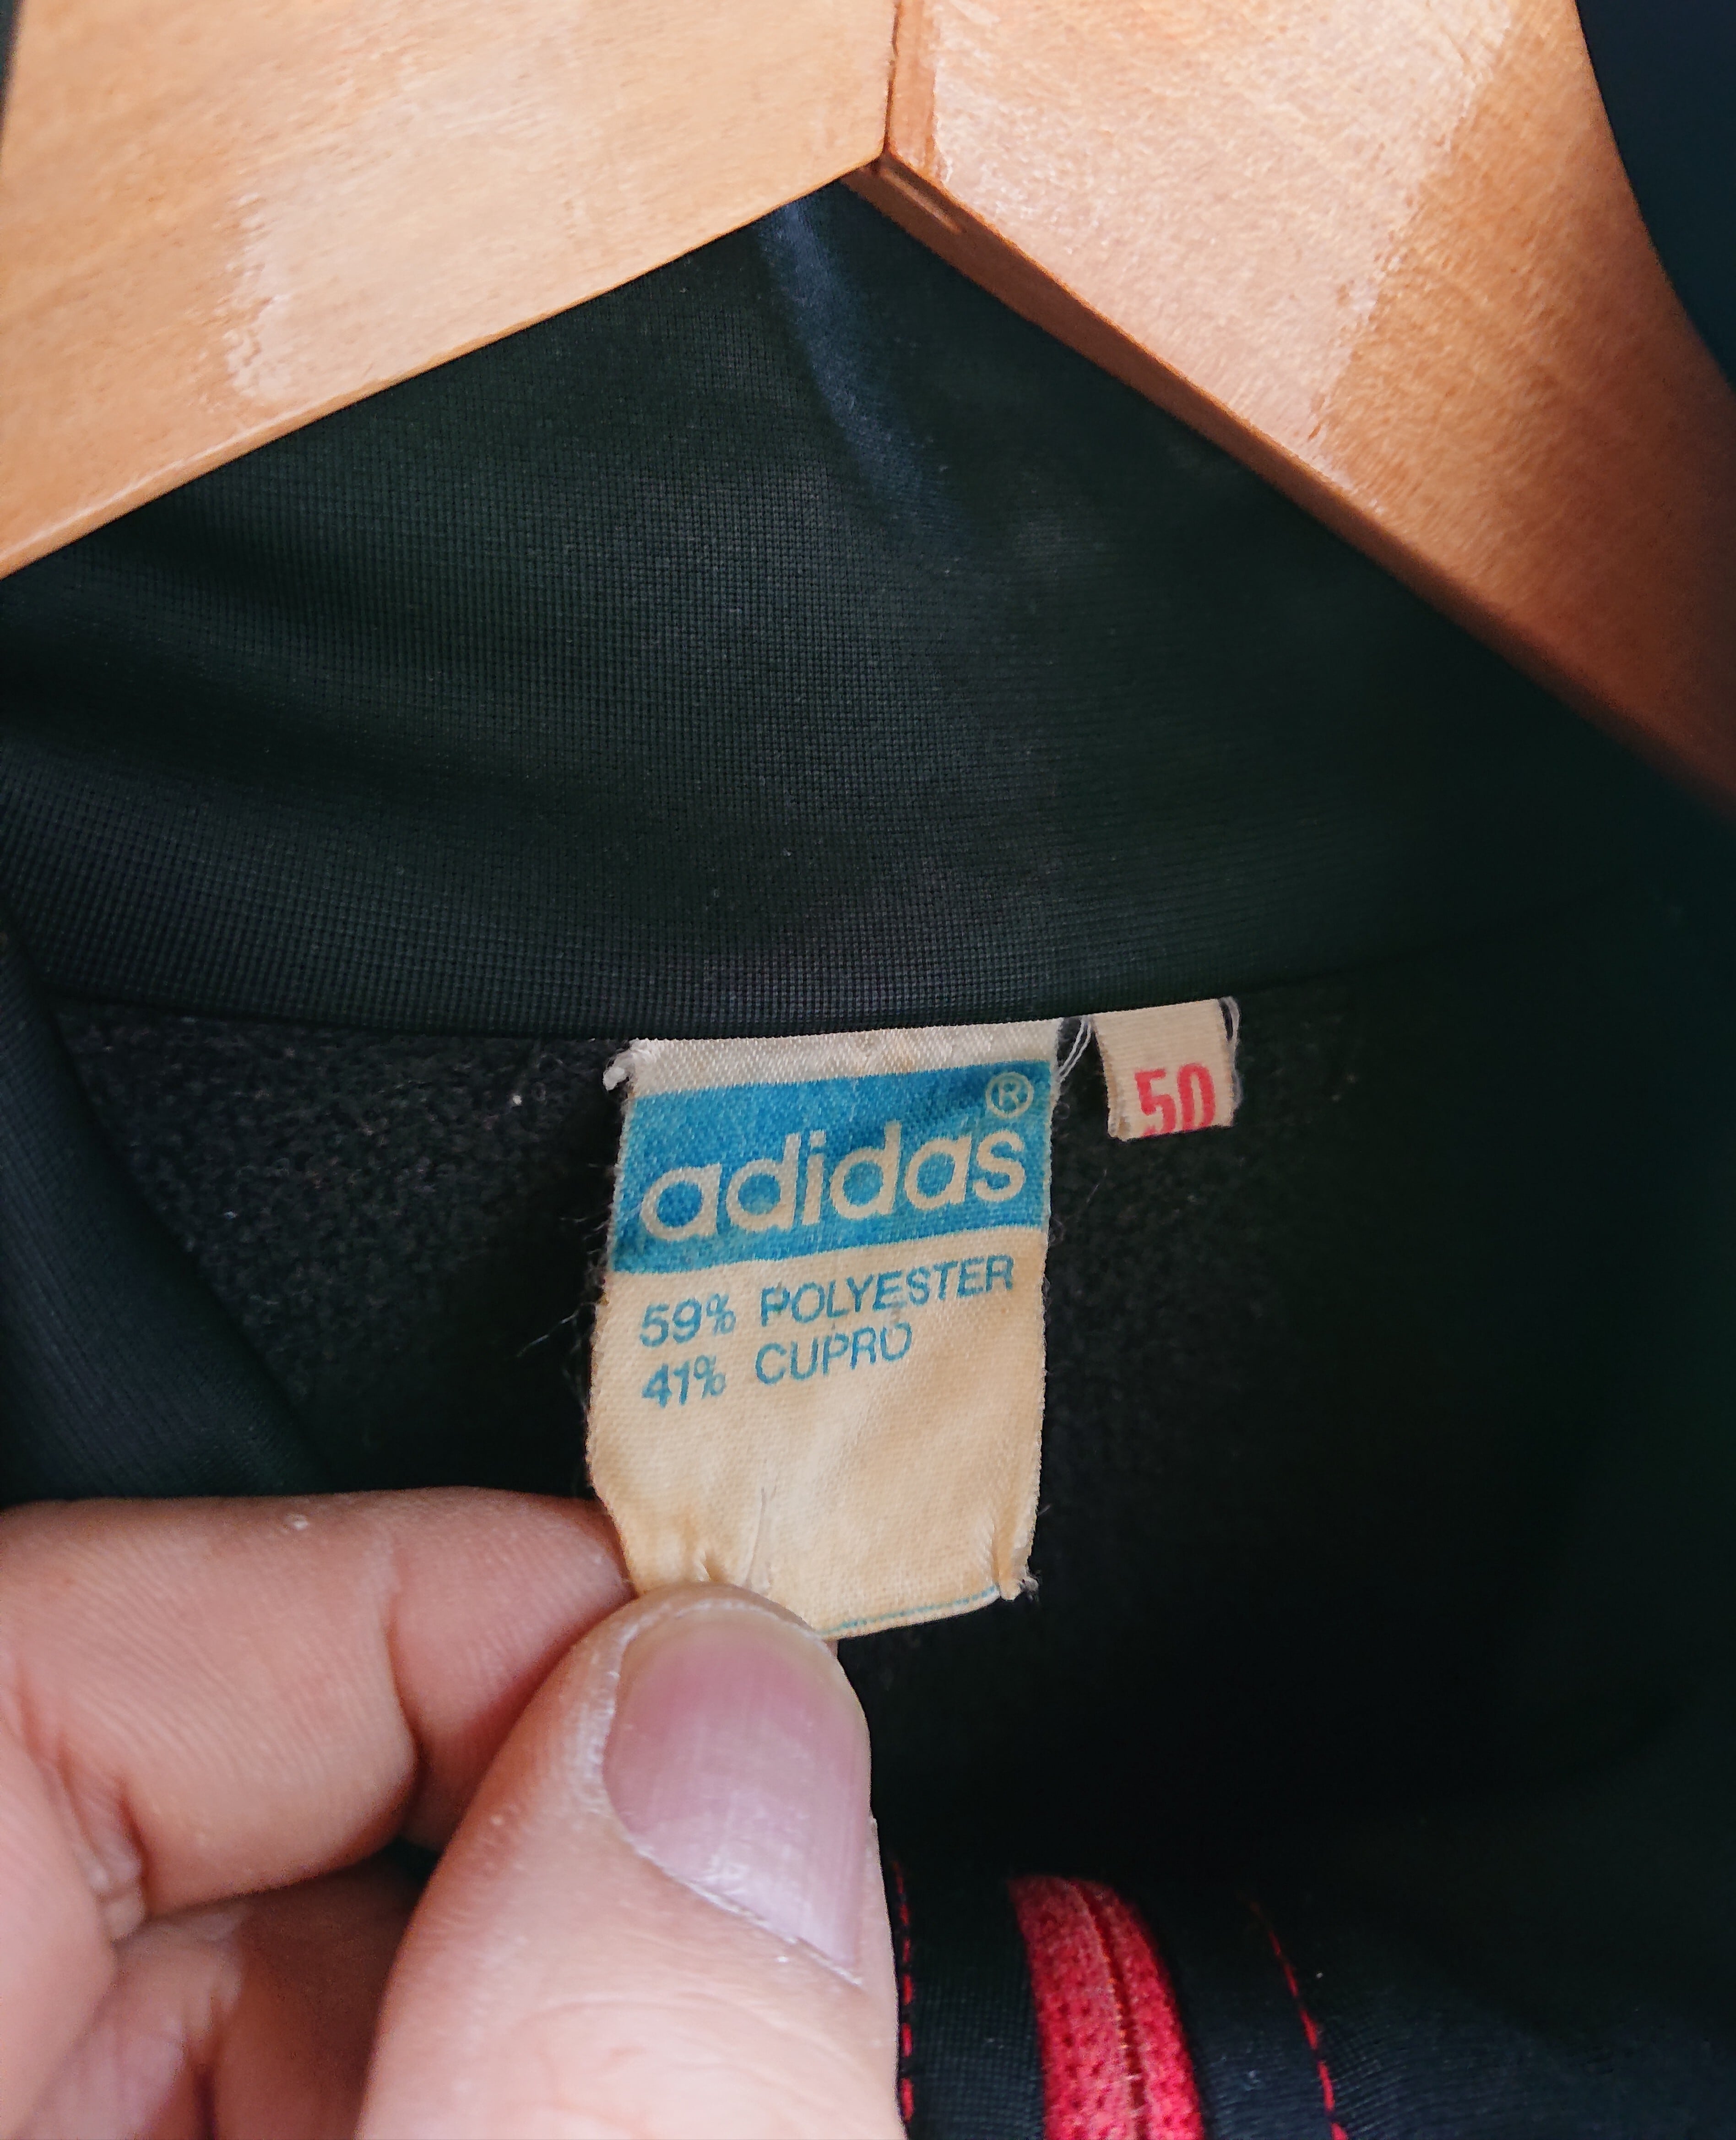 adidas®
50
59% POLYESTER
41% CUPRO